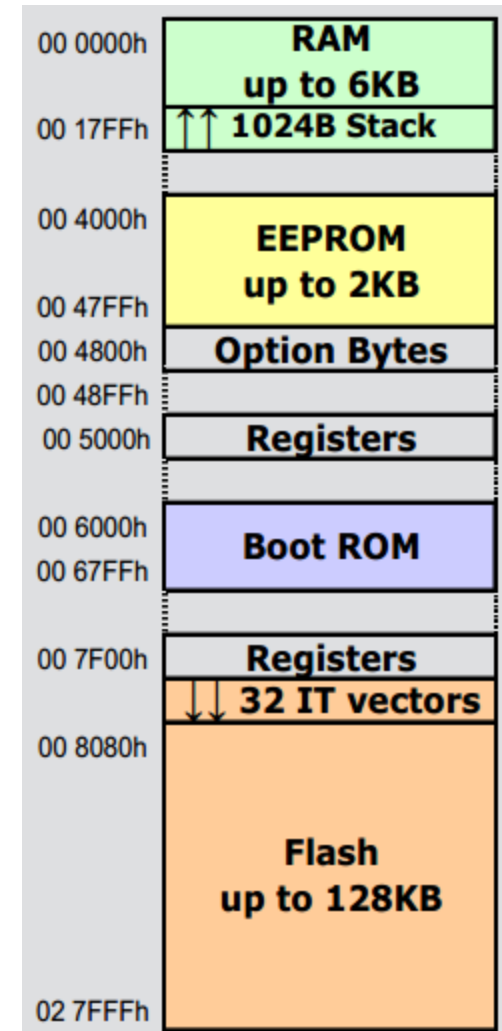 00 0000h
RAM
up to 6KB
00 17FFh
↑↑ 1024B Stack
00 4000h
EEPROM
up to 2KB
00 47FFh
00 4800h
Option Bytes
00 48FFh
00 5000h
Registers
00 6000h
Boot ROM
00 67FFh
00 7F00h
Registers
↓↓ 32 IT vectors
00 8080h
Flash
up to 128KB
02 7FFFh